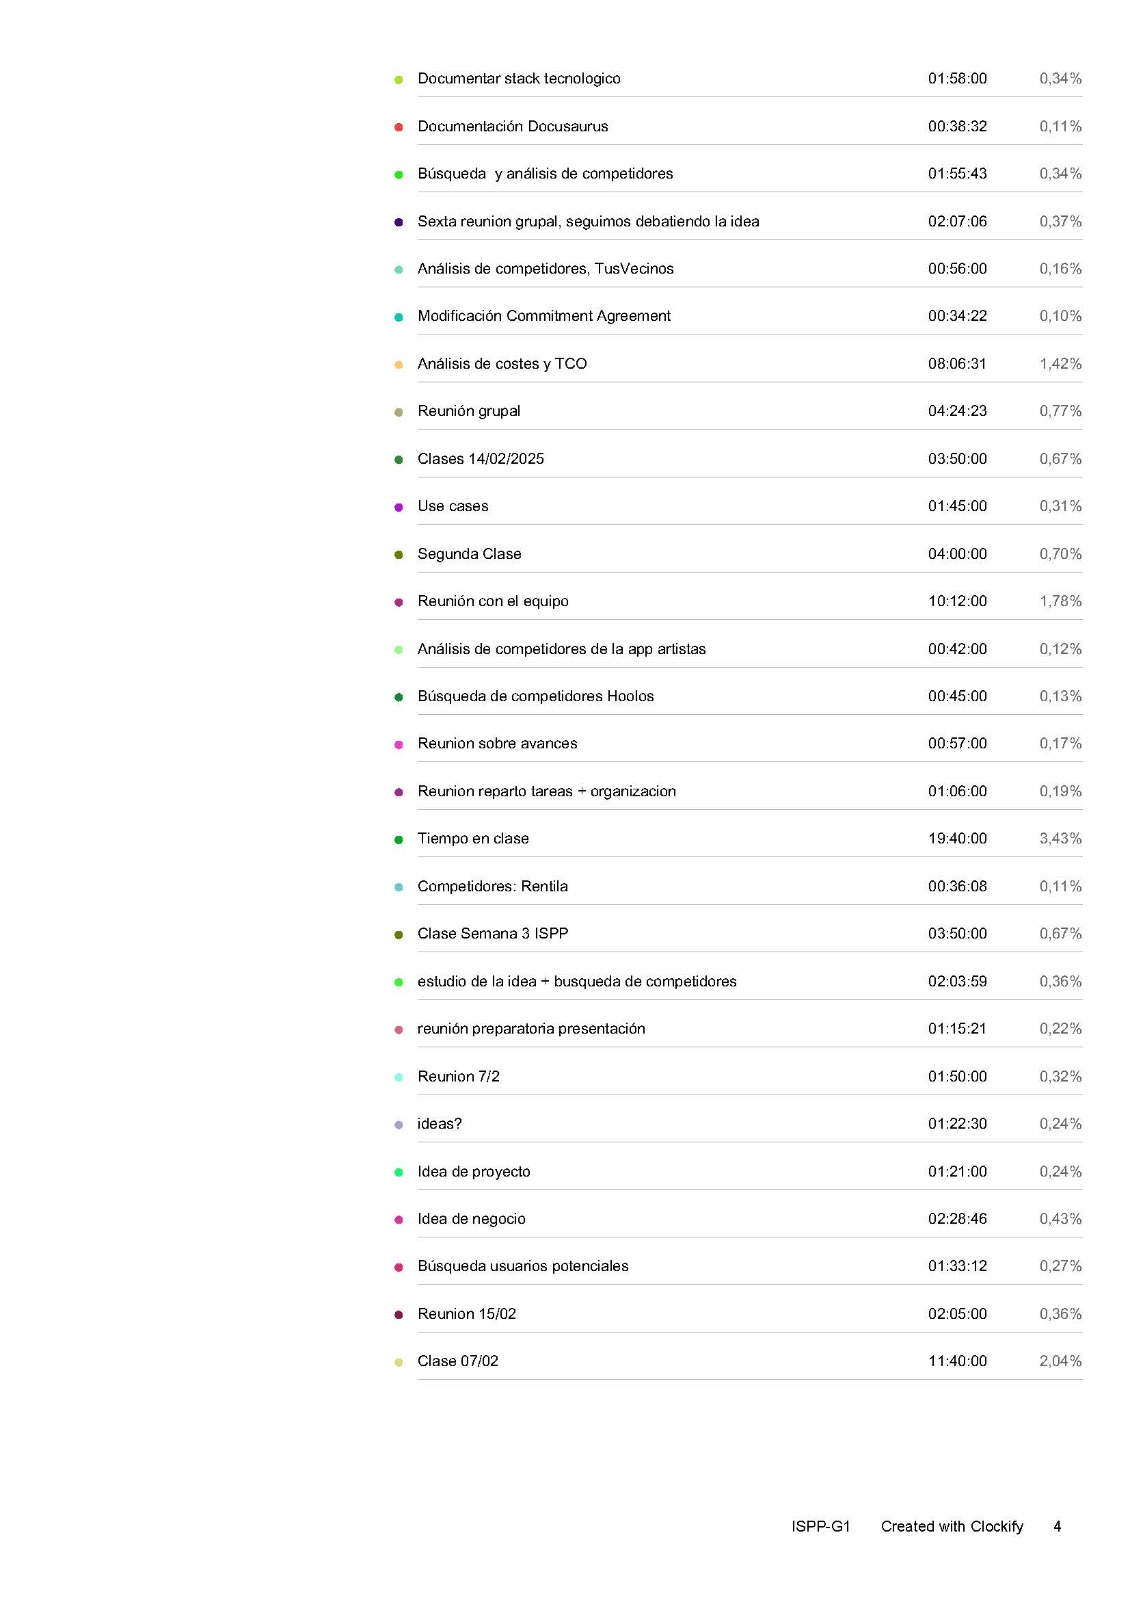 Documentar stack tecnologico 01:58:00 0,34%
Documentación Docusaurus 00:38:32 0,11%
Búsqueda  y análisis de competidores 01:55:43 0,34%
Sexta reunion grupal, seguimos debatiendo la idea 02:07:06 0,37%
Análisis de competidores, TusVecinos 00:56:00 0,16%
Modificación Commitment Agreement 00:34:22 0,10%
Análisis de costes y TCO 08:06:31 1,42%
Reunión grupal 04:24:23 0,77%
Clases 14/02/2025 03:50:00 0,67%
Use cases 01:45:00 0,31%
Segunda Clase 04:00:00 0,70%
Reunión con el equipo 10:12:00 1,78%
Análisis de competidores de la app artistas 00:42:00 0,12%
Búsqueda de competidores Hoolos 00:45:00 0,13%
Reunion sobre avances 00:57:00 0,17%
Reunion reparto tareas + organizacion 01:06:00 0,19%
Tiempo en clase 19:40:00 3,43%
Competidores: Rentila 00:36:08 0,11%
Clase Semana 3 ISPP 03:50:00 0,67%
estudio de la idea + busqueda de competidores 02:03:59 0,36%
reunión preparatoria presentación 01:15:21 0,22%
Reunion 7/2 01:50:00 0,32%
ideas? 01:22:30 0,24%
Idea de proyecto 01:21:00 0,24%
Idea de negocio 02:28:46 0,43%
Búsqueda usuarios potenciales 01:33:12 0,27%
Reunion 15/02 02:05:00 0,36%
Clase 07/02 11:40:00 2,04%
ISPP-G1 Created with Clockify 4